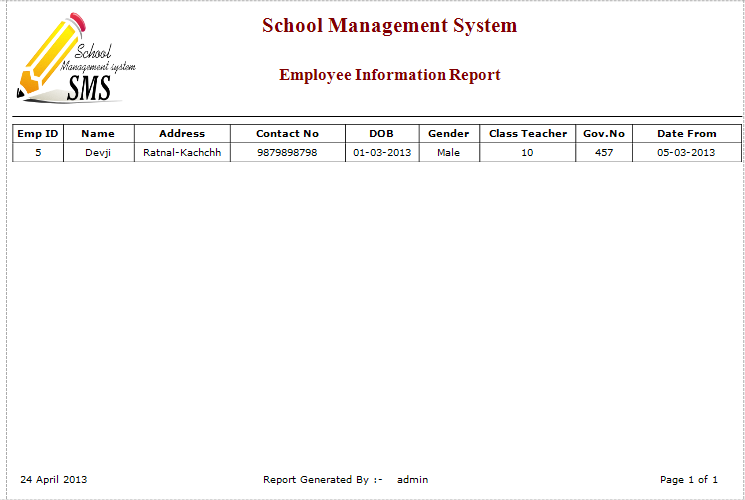 School Management System
School
Management system
SMS
Employee Information Report
Emp ID Name Address Contact No DOB Gender Class Teacher Gov.No Date From
5 Devji Ratnal-Kachchh 9879898798 01-03-2013 Male 10 457 05-03-2013
24 April 2013 Report Generated By :- admin Page 1 of 1